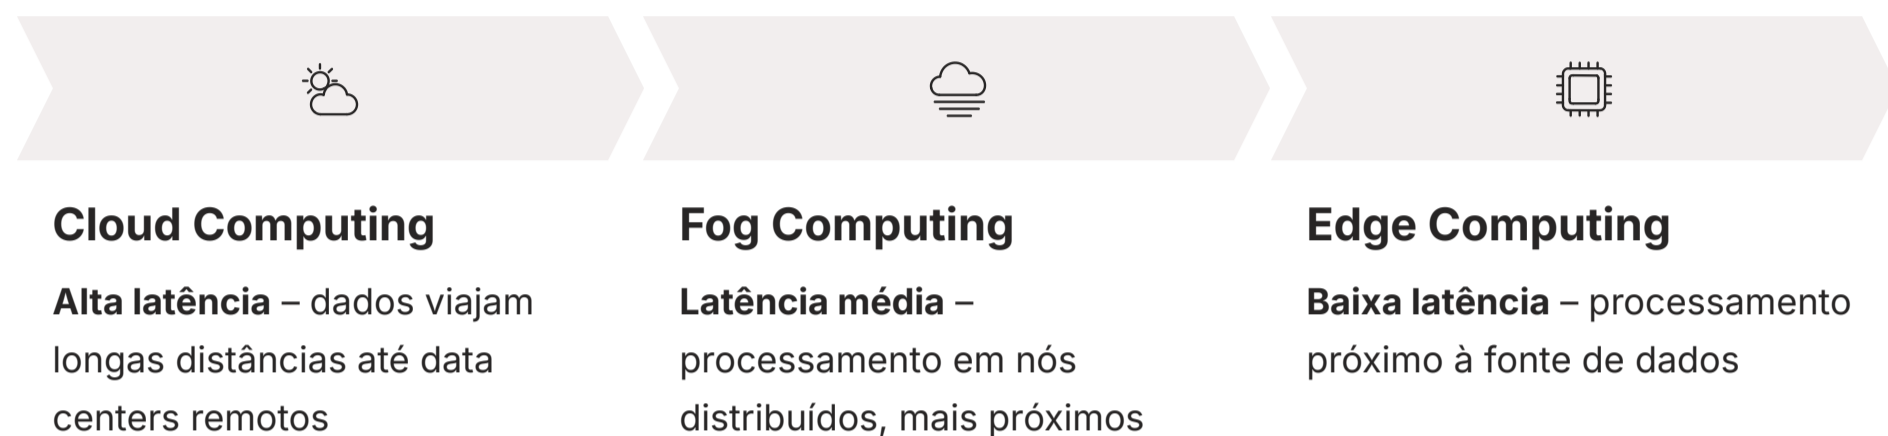 Cloud Computing
Alta latência – dados viajam
longas distâncias até data
centers remotos
Fog Computing
Latência média –
processamento em nós
distribuídos, mais próximos
Edge Computing
Baixa latência – processamento
próximo à fonte de dados